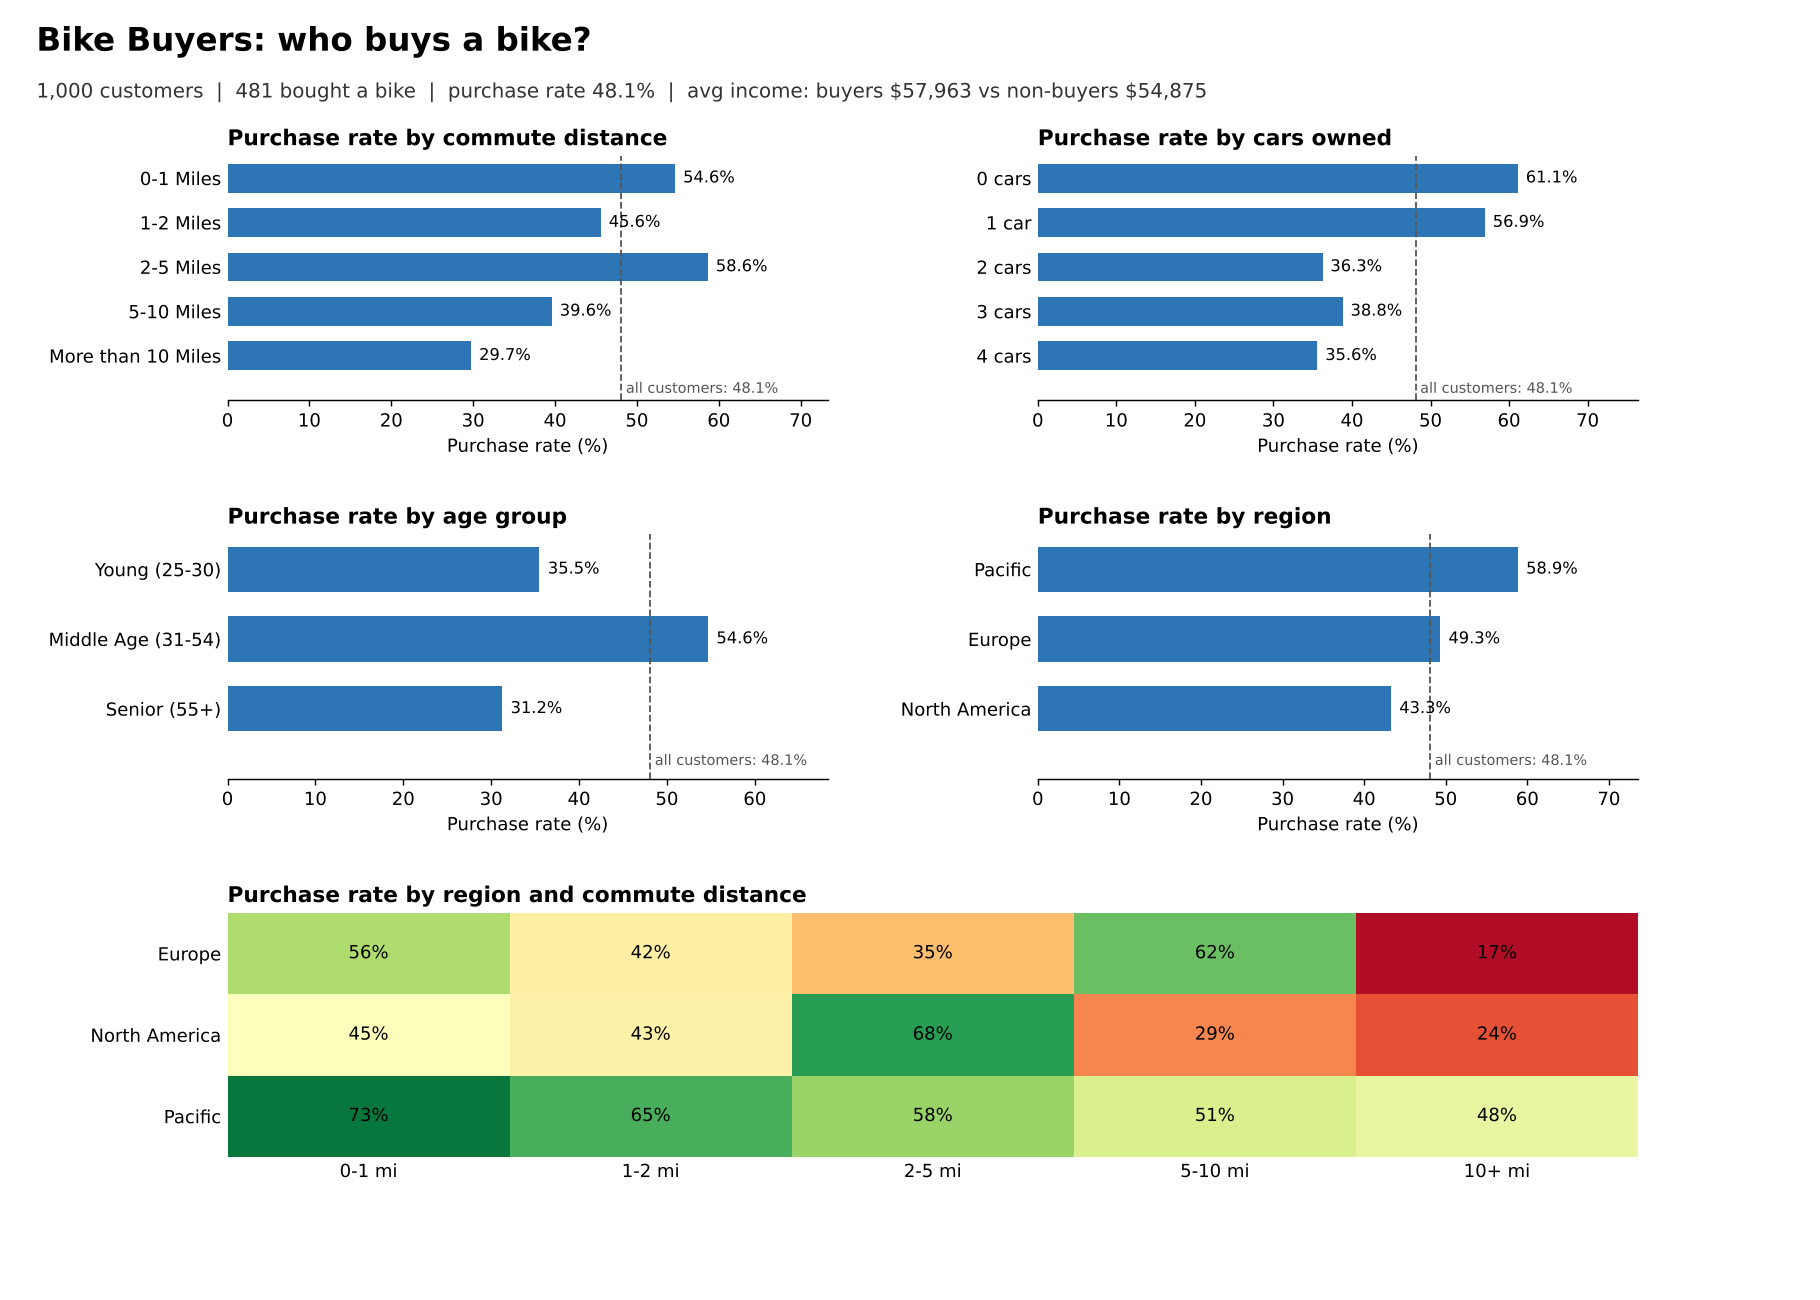 Bike Buyers: who buys a bike?
1,000 customers | 481 bought a bike | purchase rate 48.1% | avg income: buyers $57,963 vs non-buyers $54,875
Purchase rate by commute distance
0-1 Miles 54.6%
1-2 Miles 45.6%
2-5 Miles 58.6%
5-10 Miles 39.6%
More than 10 Miles 29.7%
all customers: 48.1%
0 10 20 30 40 50 60 70
Purchase rate (%)
Purchase rate by cars owned
0 cars 61.1%
1 car 56.9%
2 cars 36.3%
3 cars 38.8%
4 cars 35.6%
all customers: 48.1%
0 10 20 30 40 50 60 70
Purchase rate (%)
Purchase rate by age group
Young (25-30) 35.5%
Middle Age (31-54) 54.6%
Senior (55+) 31.2%
all customers: 48.1%
0 10 20 30 40 50 60
Purchase rate (%)
Purchase rate by region
Pacific 58.9%
Europe 49.3%
North America 43.3%
all customers: 48.1%
0 10 20 30 40 50 60 70
Purchase rate (%)
Purchase rate by region and commute distance
Europe 56% 42% 35% 62% 17%
North America 45% 43% 68% 29% 24%
Pacific 73% 65% 58% 51% 48%
0-1 mi 1-2 mi 2-5 mi 5-10 mi 10+ mi